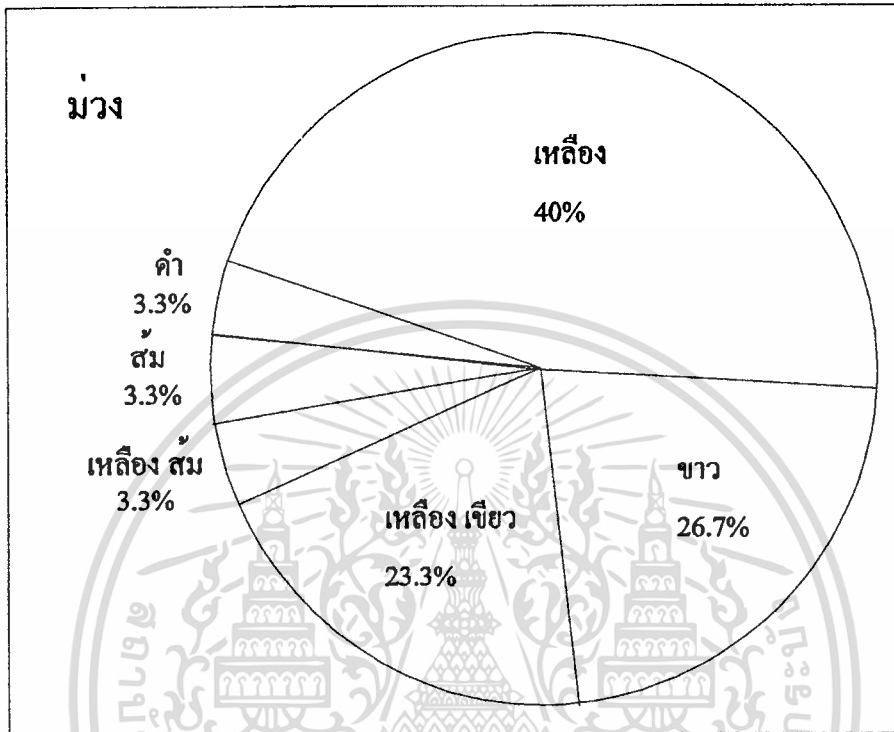 ม่วง
เหลือง
40%
คำ
3.3%
ส้ม
3.3%
เหลือง ส้ม
3.3%
เหลือง เขียว
23.3%
ขาว
26.7%